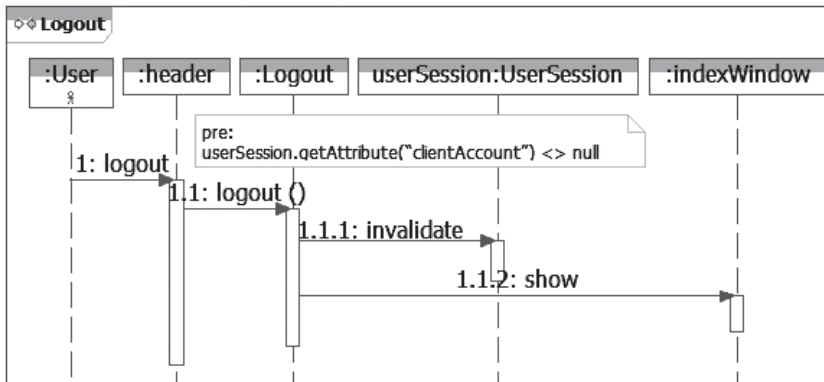 Logout
:User
:header
:Logout
userSession:UserSession
:indexWindow
pre:
userSession.getAttribute("clientAccount") <> null
1: logout
1.1: logout ()
1.1.1: invalidate
1.1.2: show